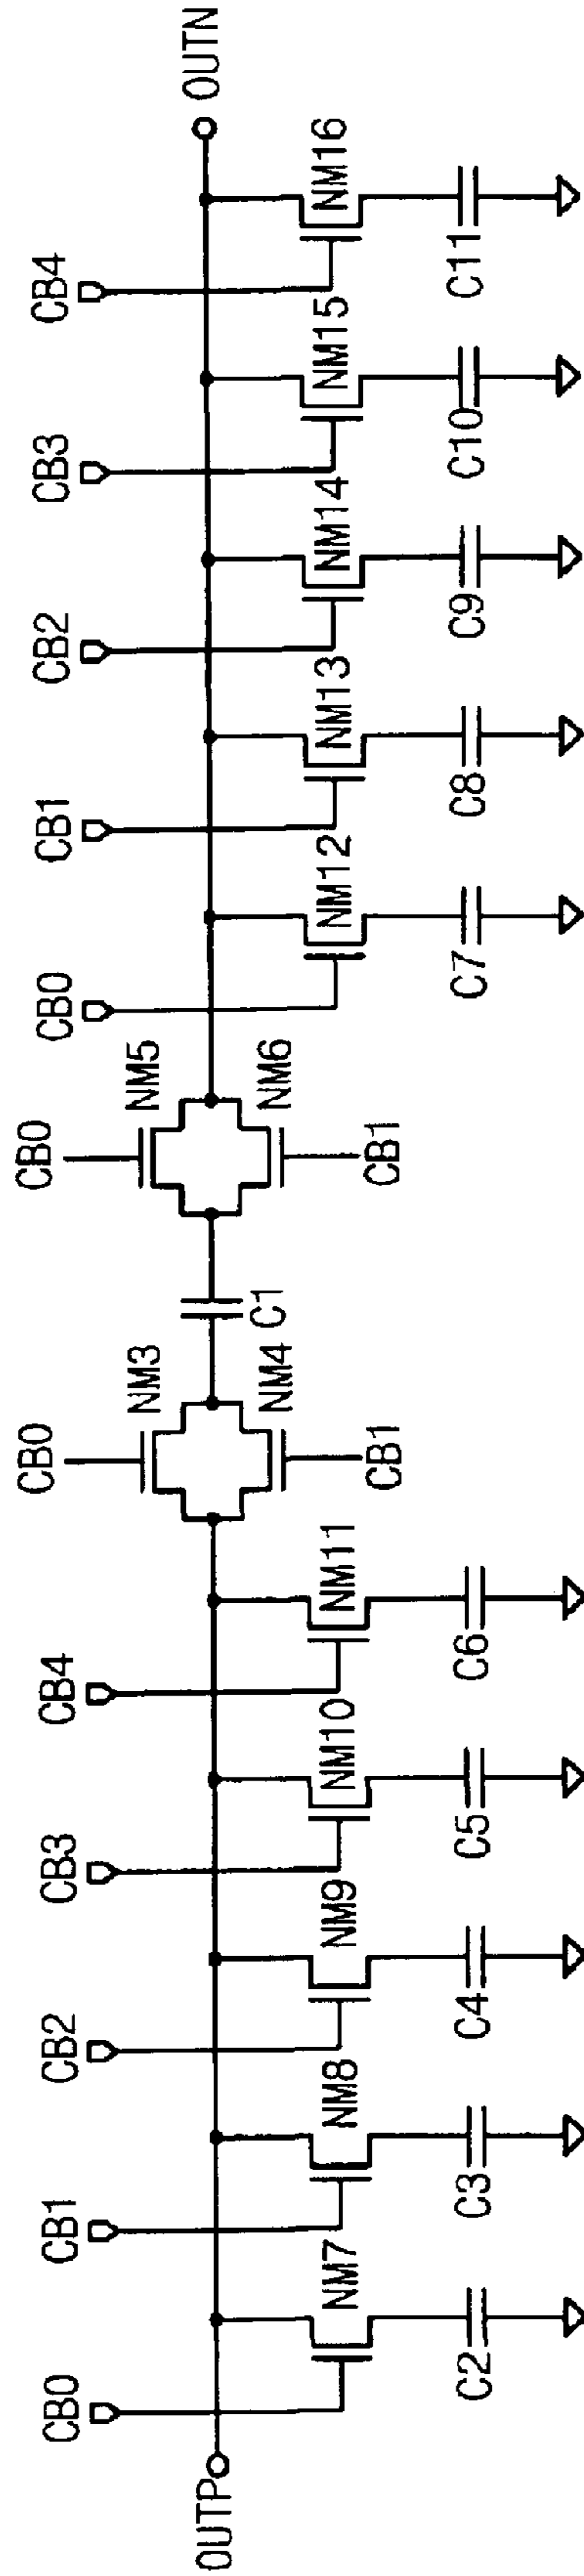 CB0 CB1 CB2 CB3 CB4 CB0 CB0 CB0 CB1 CB2 CB3 CB4
OUTP NM7 NM8 NM9 NM10 NM11 NM3 NM5 NM12 NM13 NM14 NM15 NM16 OUTN
NM4 C1 NM6
CB1 CB1
C2 C3 C4 C5 C6 C7 C8 C9 C10 C11